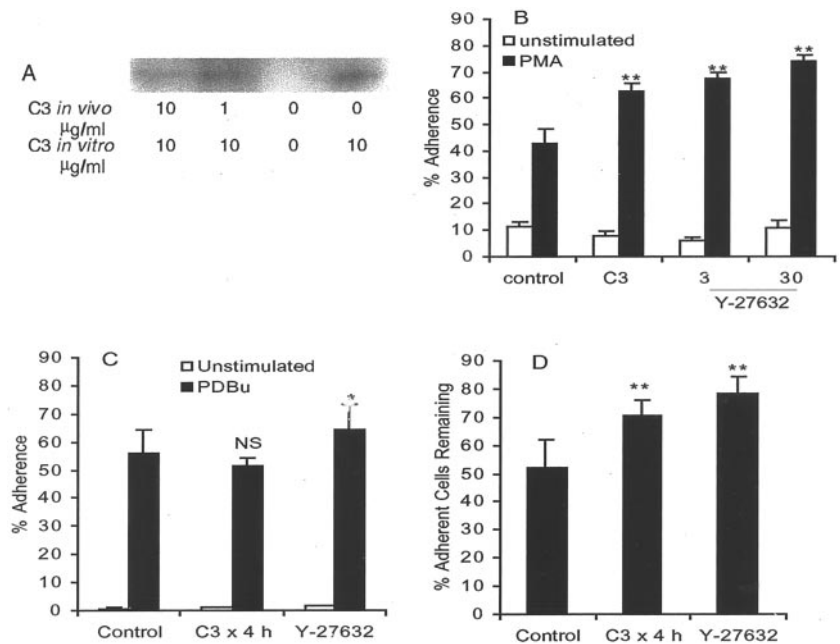 A
C3 in vivo 10 1 0 0
μg/ml
C3 in vitro 10 10 0 10
μg/ml
B
unstimulated
PMA
% Adherence
90
80
70
60
50
40
30
20
10
0
**
**
**
control C3 3 30
Y-27632
C
Unstimulated
PDBu
% Adherence
90
80
70
60
50
40
30
20
10
0
NS
*
Control C3 x 4 h Y-27632
D
% Adherent Cells Remaining
90
80
70
60
50
40
30
20
10
0
**
**
Control C3 x 4 h Y-27632